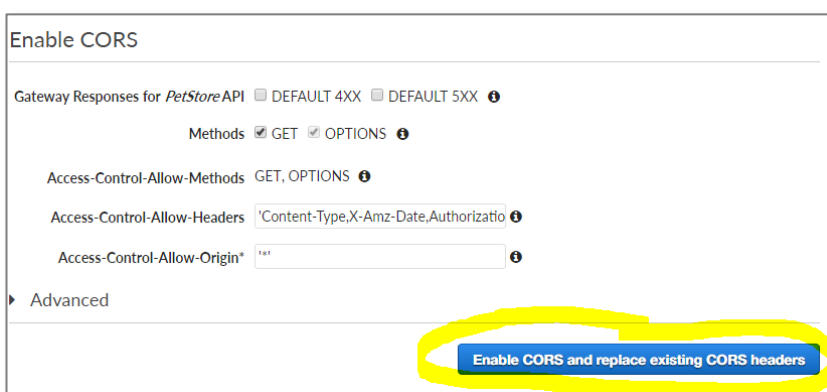 Enable CORS
Gateway Responses for PetStore API DEFAULT 4XX DEFAULT 5XX
Methods GET OPTIONS
Access-Control-Allow-Methods GET, OPTIONS
Access-Control-Allow-Headers 'Content-Type,X-Amz-Date,Authorizatio
Access-Control-Allow-Origin* '*'
Advanced
Enable CORS and replace existing CORS headers